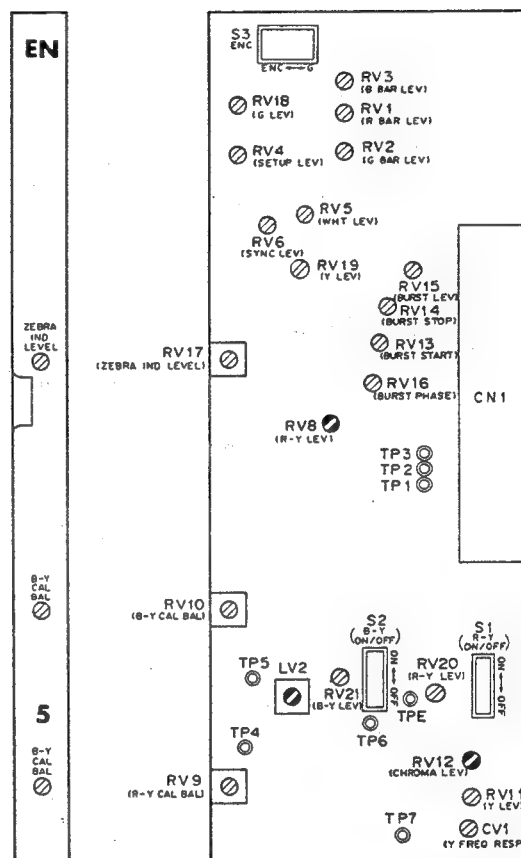 EN
S3
ENC
ENC ↔ G
RV3
(B BAR LEV)
RV18
(G LEV)
RV1
(R BAR LEV)
RV4
(SETUP LEV)
RV2
(G BAR LEV)
RV5
(WHT LEV)
RV6
(SYNC LEV)
RV19
(Y LEV)
RV15
(BURST LEV)
RV14
(BURST STOP)
ZEBRA
IND
LEVEL
RV17
(ZEBRA IND LEVEL)
RV13
(BURST START)
RV16
(BURST PHASE)
CN1
RV8
(R-Y LEV)
TP3
TP2
TP1
B-Y
CAL
BAL
RV10
(B-Y CAL BAL)
S2
(B-Y
ON/OFF)
ON ↔ OFF
S1
(R-Y
ON/OFF)
ON ↔ OFF
TP5
LV2
RV21
(B-Y LEV)
RV20
(R-Y LEV)
TPE
TP6
5
TP4
B-Y
CAL
BAL
RV9
(R-Y CAL BAL)
RV12
(CHROMA LEV)
RV11
(Y LEV)
TP7
CV1
(Y FREQ RESP